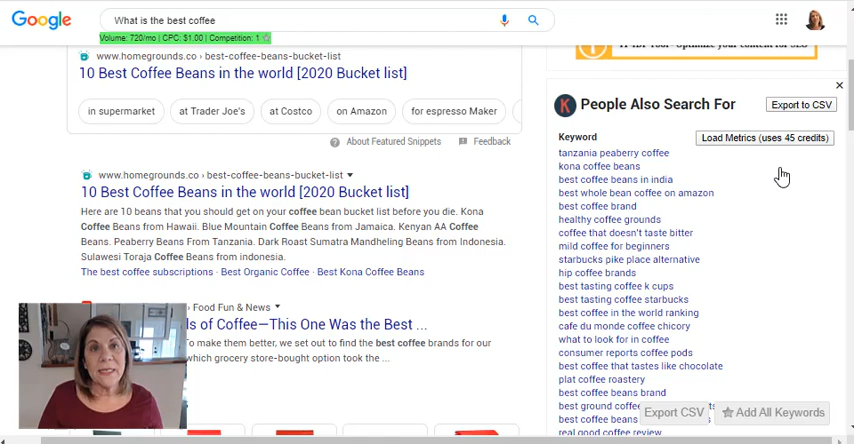 Google
What is the best coffee
Volume: 720/mo | CPC: $1.00 | Competition: 1
www.homegrounds.co › best-coffee-beans-bucket-list
10 Best Coffee Beans in the world [2020 Bucket list]
in supermarket
at Trader Joe's
at Costco
on Amazon
for espresso Maker
About Featured Snippets
Feedback
www.homegrounds.co › best-coffee-beans-bucket-list
10 Best Coffee Beans in the world [2020 Bucket list]
Here are 10 beans that you should get on your coffee bean bucket list before you die. Kona
Coffee Beans from Hawaii. Blue Mountain Coffee Beans from Jamaica. Kenyan AA Coffee
Beans. Peaberry Beans From Tanzania. Dark Roast Sumatra Mandheling Beans from Indonesia.
Sulawesi Toraja Coffee Beans from indonesia.
The best coffee subscriptions · Best Organic Coffee · Best Kona Coffee Beans
› Food Fun & News
ds of Coffee—This One Was the Best ...
To make them better, we set out to find the best coffee brands for our
which grocery store-bought option took the ...
K
People Also Search For
Export to CSV
Keyword
Load Metrics (uses 45 credits)
tanzania peaberry coffee
kona coffee beans
best coffee beans in india
best whole bean coffee on amazon
best coffee brand
healthy coffee grounds
coffee that doesn't taste bitter
mild coffee for beginners
starbucks pike place alternative
hip coffee brands
best tasting coffee k cups
best tasting coffee starbucks
best coffee in the world ranking
cafe du monde coffee chicory
what to look for in coffee
consumer reports coffee pods
best coffee that tastes like chocolate
plat coffee roastery
best coffee beans brand
best ground coffee
best coffee beans
real good coffee review
Export CSV
Add All Keywords